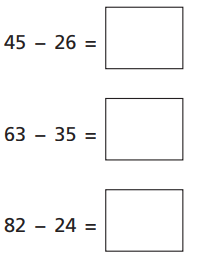 45 – 26 =
63 – 35 =
82 – 24 =